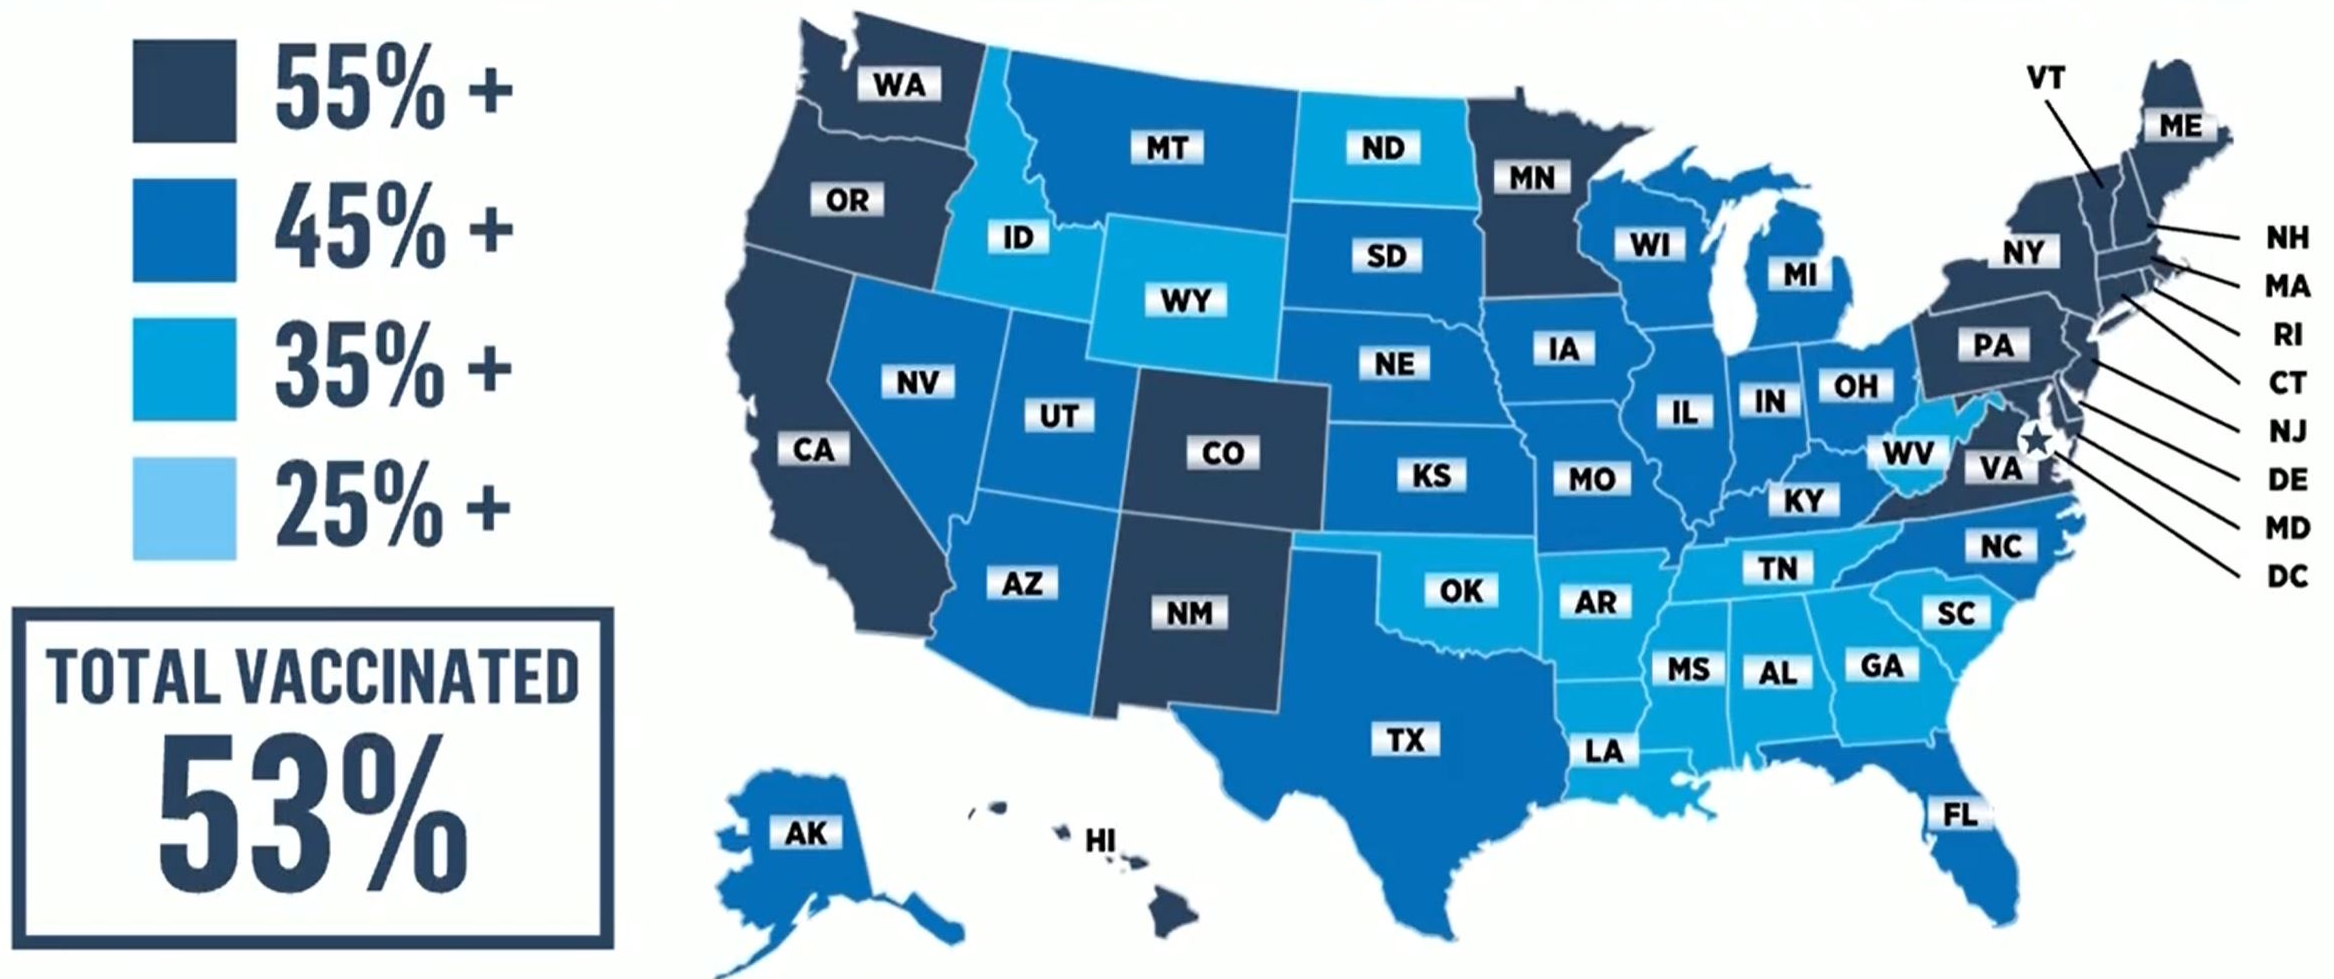 55% +
45% +
35% +
25% +
TOTAL VACCINATED
53%
WA
OR
CA
ID
NV
MT
WY
UT
CO
AZ
NM
ND
SD
NE
KS
OK
TX
MN
IA
MO
AR
LA
WI
IL
MI
IN
OH
KY
TN
MS
AL
GA
FL
SC
NC
VA
WV
PA
NY
VT
ME
NH
MA
RI
CT
NJ
DE
MD
DC
AK
HI